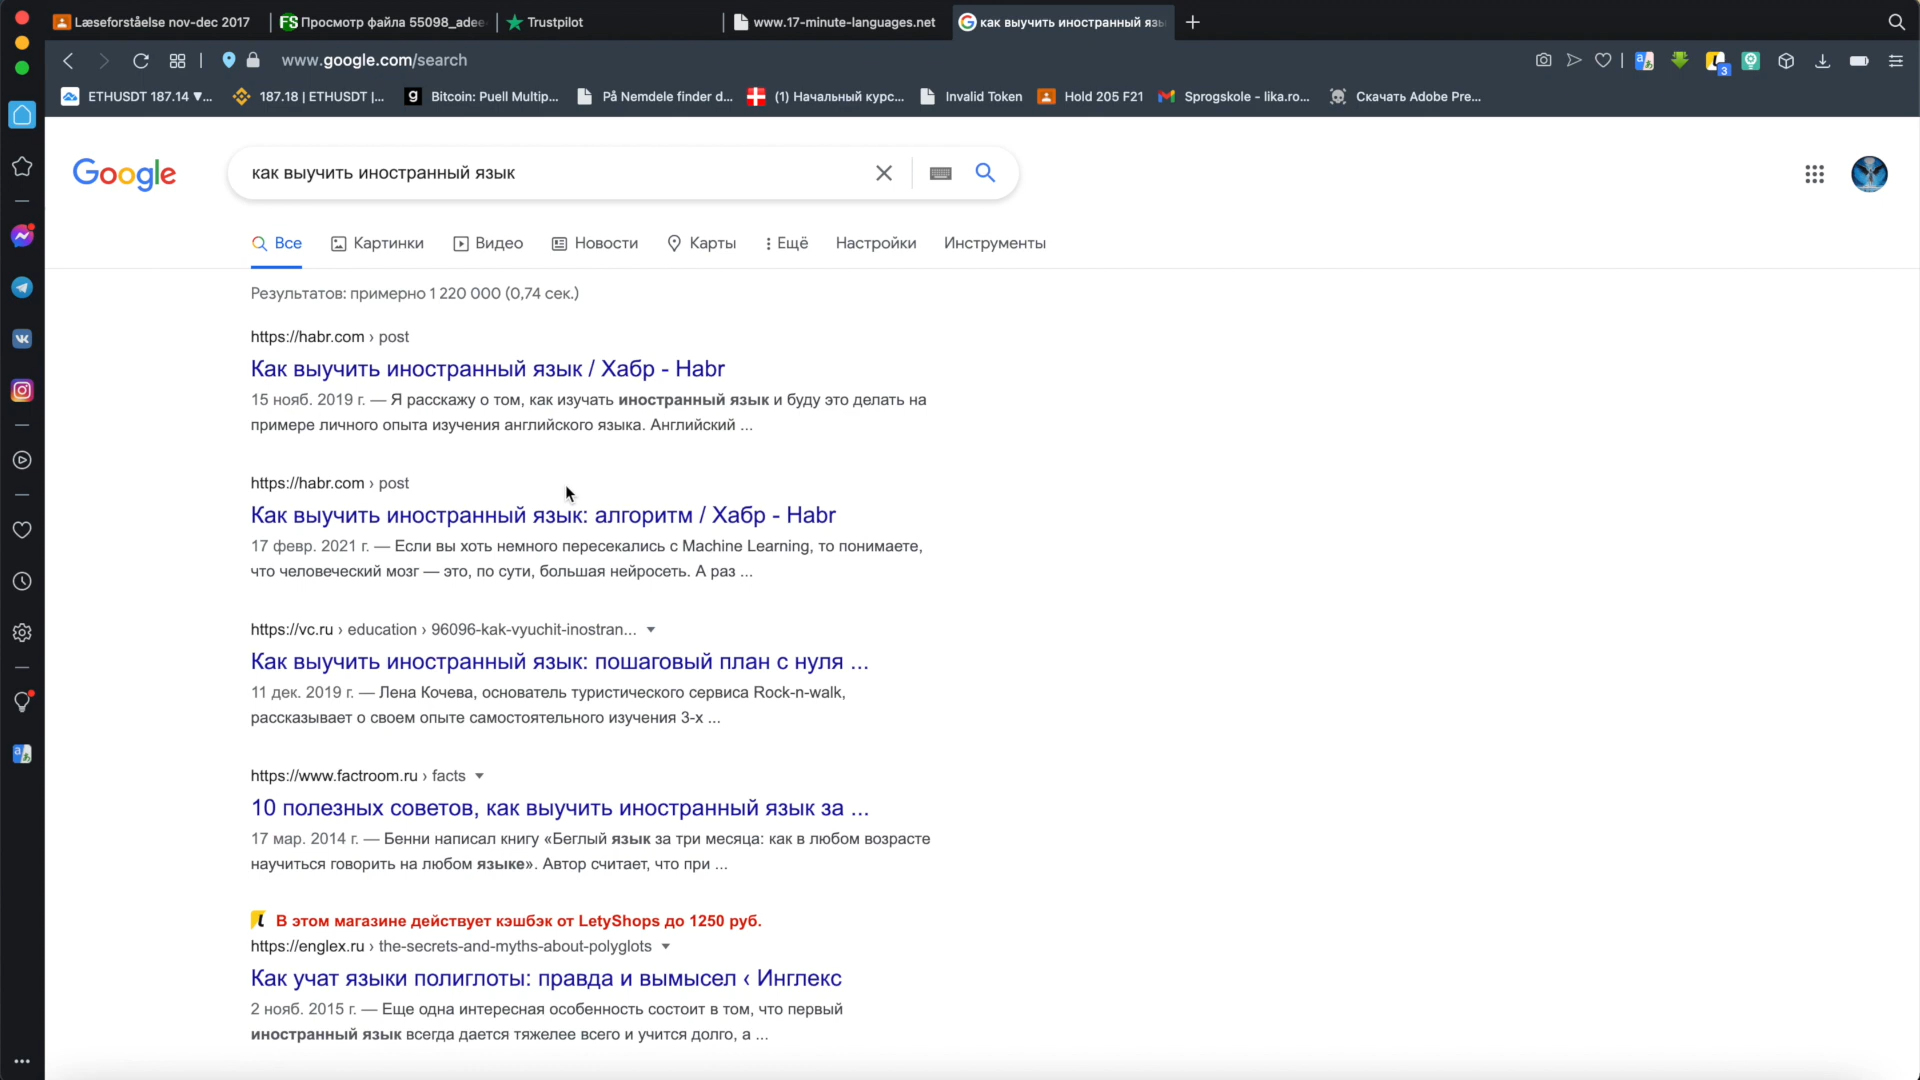 Læseforståelse nov-dec 2017
FS Просмотр файла 55098_adee
Trustpilot
www.17-minute-languages.net
как выучить иностранный язы
www.google.com/search
ETHUSDT 187.14 ▼...
187.18 | ETHUSDT |...
g Bitcoin: Puell Multip...
På Nemdele finder d...
(1) Начальный курс...
Invalid Token
Hold 205 F21
Sprogskole - lika.ro...
Скачать Adobe Pre...
3
Google
как выучить иностранный язык
Все
Картинки
Видео
Новости
Карты
Ещё
Настройки
Инструменты
Результатов: примерно 1 220 000 (0,74 сек.)
https://habr.com › post
Как выучить иностранный язык / Хабр - Habr
15 нояб. 2019 г. — Я расскажу о том, как изучать иностранный язык и буду это делать на
примере личного опыта изучения английского языка. Английский ...
https://habr.com › post
Как выучить иностранный язык: алгоритм / Хабр - Habr
17 февр. 2021 г. — Если вы хоть немного пересекались с Machine Learning, то понимаете,
что человеческий мозг — это, по сути, большая нейросеть. А раз ...
https://vc.ru › education › 96096-kak-vyuchit-inostran...
Как выучить иностранный язык: пошаговый план с нуля ...
11 дек. 2019 г. — Лена Кочева, основатель туристического сервиса Rock-n-walk,
рассказывает о своем опыте самостоятельного изучения 3-х ...
https://www.factroom.ru › facts
10 полезных советов, как выучить иностранный язык за ...
17 мар. 2014 г. — Бенни написал книгу «Беглый язык за три месяца: как в любом возрасте
научиться говорить на любом языке». Автор считает, что при ...
В этом магазине действует кэшбэк от LetyShops до 1250 руб.
https://englex.ru › the-secrets-and-myths-about-polyglots
Как учат языки полиглоты: правда и вымысел ‹ Инглекс
2 нояб. 2015 г. — Еще одна интересная особенность состоит в том, что первый
иностранный язык всегда дается тяжелее всего и учится долго, а ...